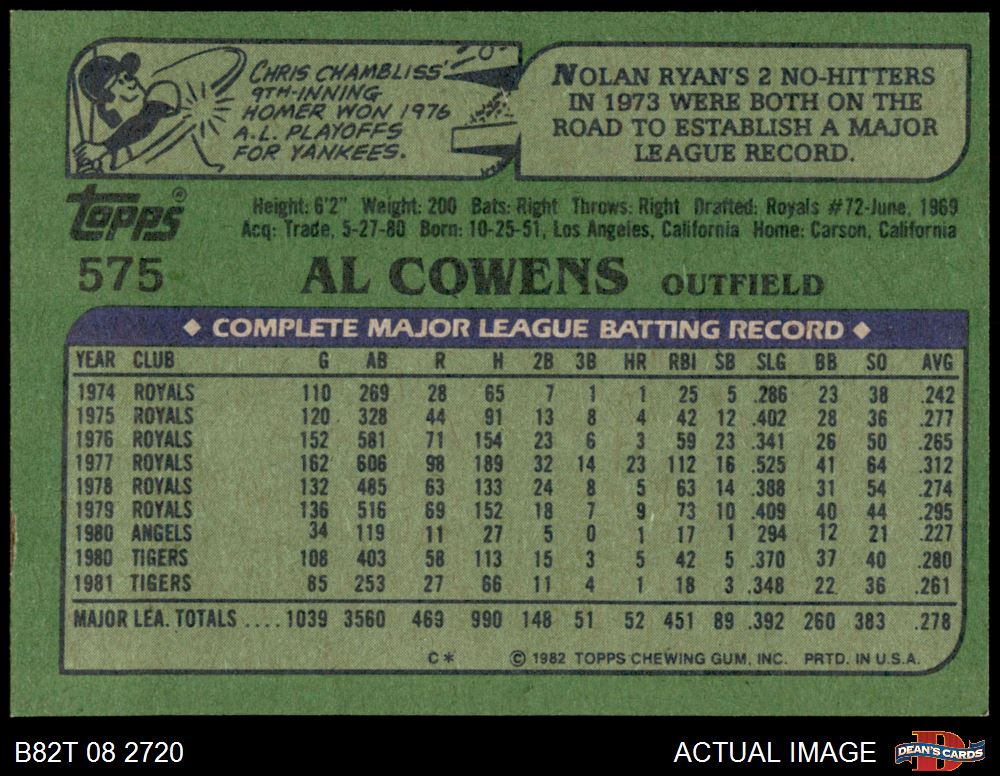 CHRIS CHAMBLISS'
9TH-INNING
HOMER WON 1976
A.L. PLAYOFFS
FOR YANKEES.
NOLAN RYAN'S 2 NO-HITTERS
IN 1973 WERE BOTH ON THE
ROAD TO ESTABLISH A MAJOR
LEAGUE RECORD.
topps®
Height: 6'2" Weight: 200 Bats: Right Throws: Right Drafted: Royals #72-June, 1969
Acq: Trade, 5-27-80 Born: 10-25-51, Los Angeles, California Home: Carson, California
575 AL COWENS OUTFIELD
◆ COMPLETE MAJOR LEAGUE BATTING RECORD ◆
YEAR CLUB G AB R H 2B 3B HR RBI SB SLG BB SO AVG
1974 ROYALS 110 269 28 65 7 1 1 25 5 .286 23 38 .242
1975 ROYALS 120 328 44 91 13 8 4 42 12 .402 28 36 .277
1976 ROYALS 152 581 71 154 23 6 3 59 23 .341 26 50 .265
1977 ROYALS 162 606 98 189 32 14 23 112 16 .525 41 64 .312
1978 ROYALS 132 485 63 133 24 8 5 63 14 .388 31 54 .274
1979 ROYALS 136 516 69 152 18 7 9 73 10 .409 40 44 .295
1980 ANGELS 34 119 11 27 5 0 1 17 1 .294 12 21 .227
1980 TIGERS 108 403 58 113 15 3 5 42 5 .370 37 40 .280
1981 TIGERS 85 253 27 66 11 4 1 18 3 .348 22 36 .261
MAJOR LEA. TOTALS .... 1039 3560 469 990 148 51 52 451 89 .392 260 383 .278
C* © 1982 TOPPS CHEWING GUM, INC. PRTD. IN U.S.A.
B82T 08 2720 ACTUAL IMAGE DEAN'S CARDS